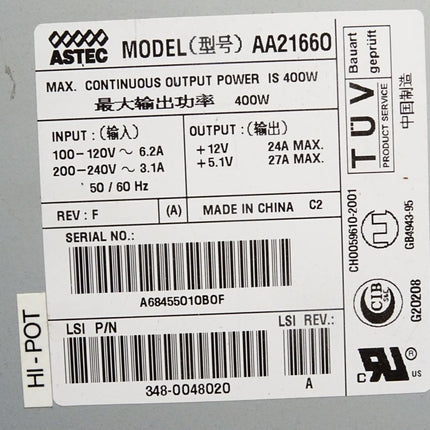 ASTEC MODEL(型号) AA21660
MAX. CONTINUOUS OUTPUT POWER IS 400W
最大输出功率 400W
INPUT:(输入)
100-120V ~ 6.2A
200-240V ~ 3.1A
50/60 Hz
OUTPUT:(输出)
+12V 24A MAX.
+5.1V 27A MAX.
REV: F (A) MADE IN CHINA C2
SERIAL NO.:
A68455010B0F
LSI P/N LSI REV.:
348-0048020 A
HI-POT
TÜV
PRODUCT SERVICE
Bauart
geprüft
中国制造
CH0059610-2001
GB4943-95
CIB
G20208
C UR US